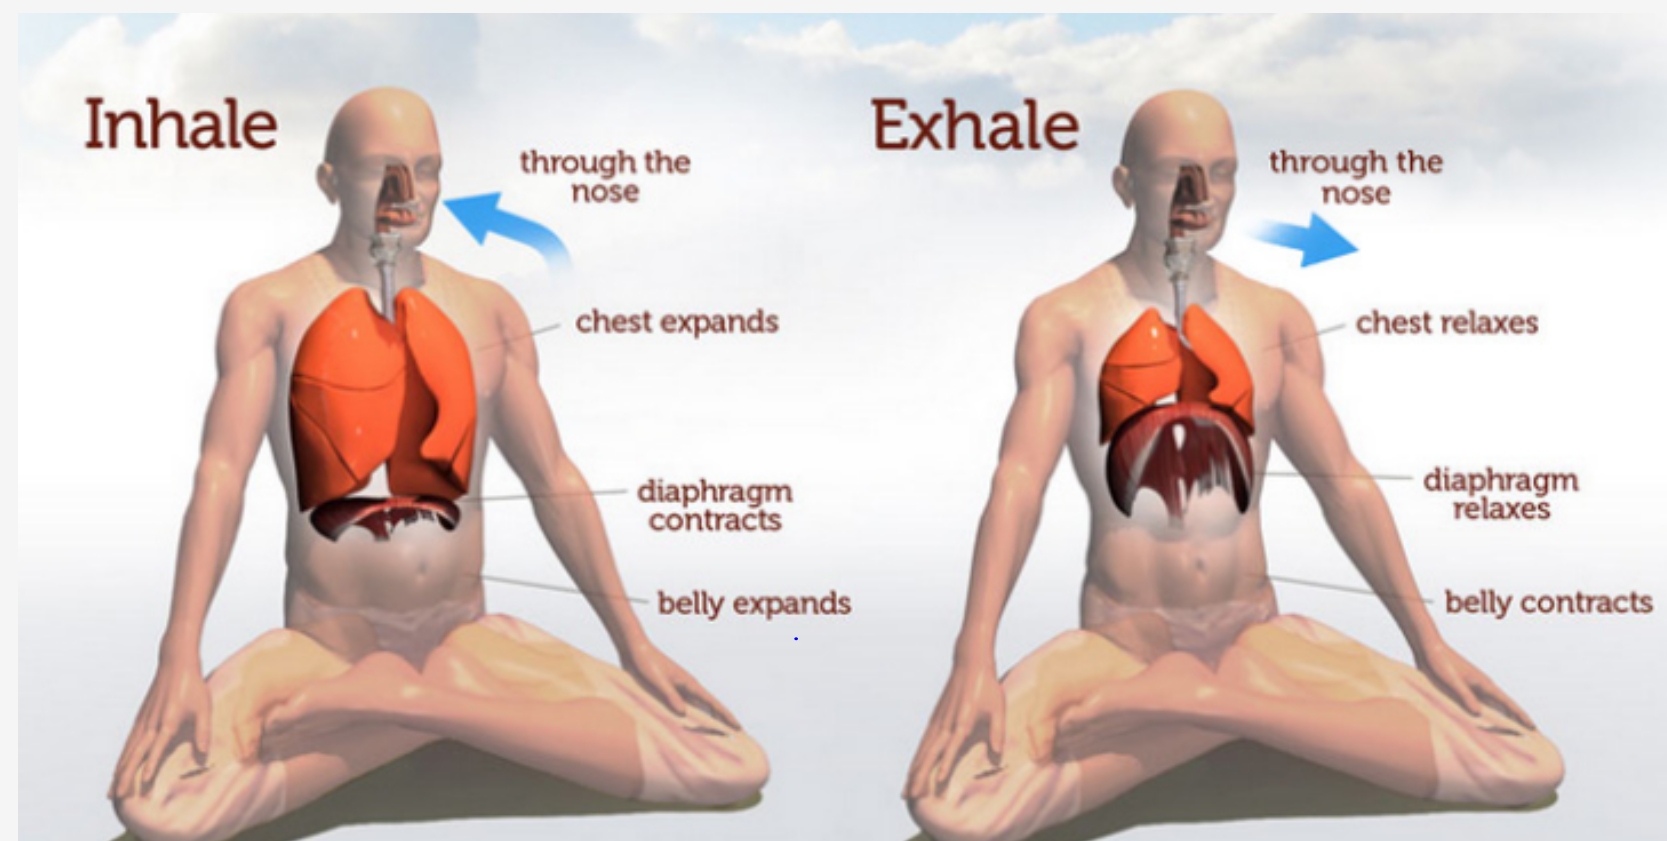 Inhale
through the
nose
chest expands
diaphragm
contracts
belly expands
Exhale
through the
nose
chest relaxes
diaphragm
relaxes
belly contracts